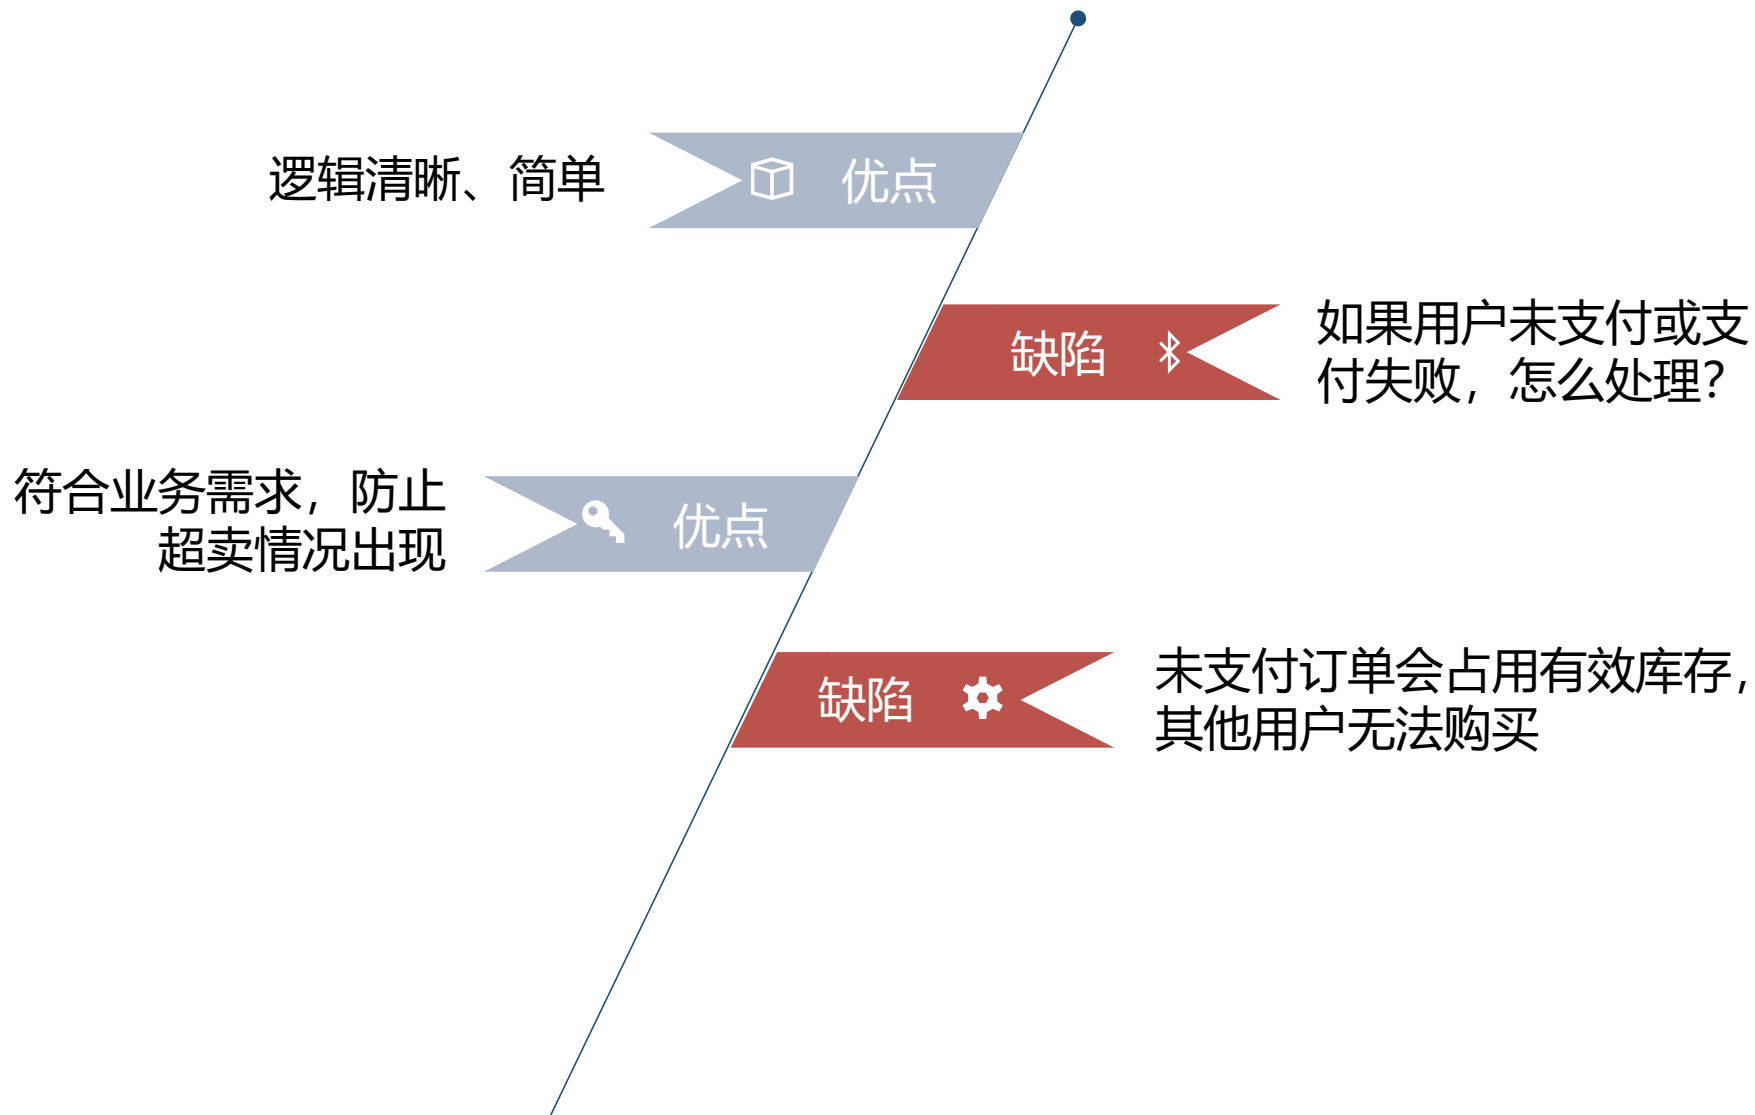 逻辑清晰、简单
优点
缺陷
如果用户未支付或支
付失败，怎么处理？
符合业务需求，防止
超卖情况出现
优点
缺陷
未支付订单会占用有效库存，
其他用户无法购买